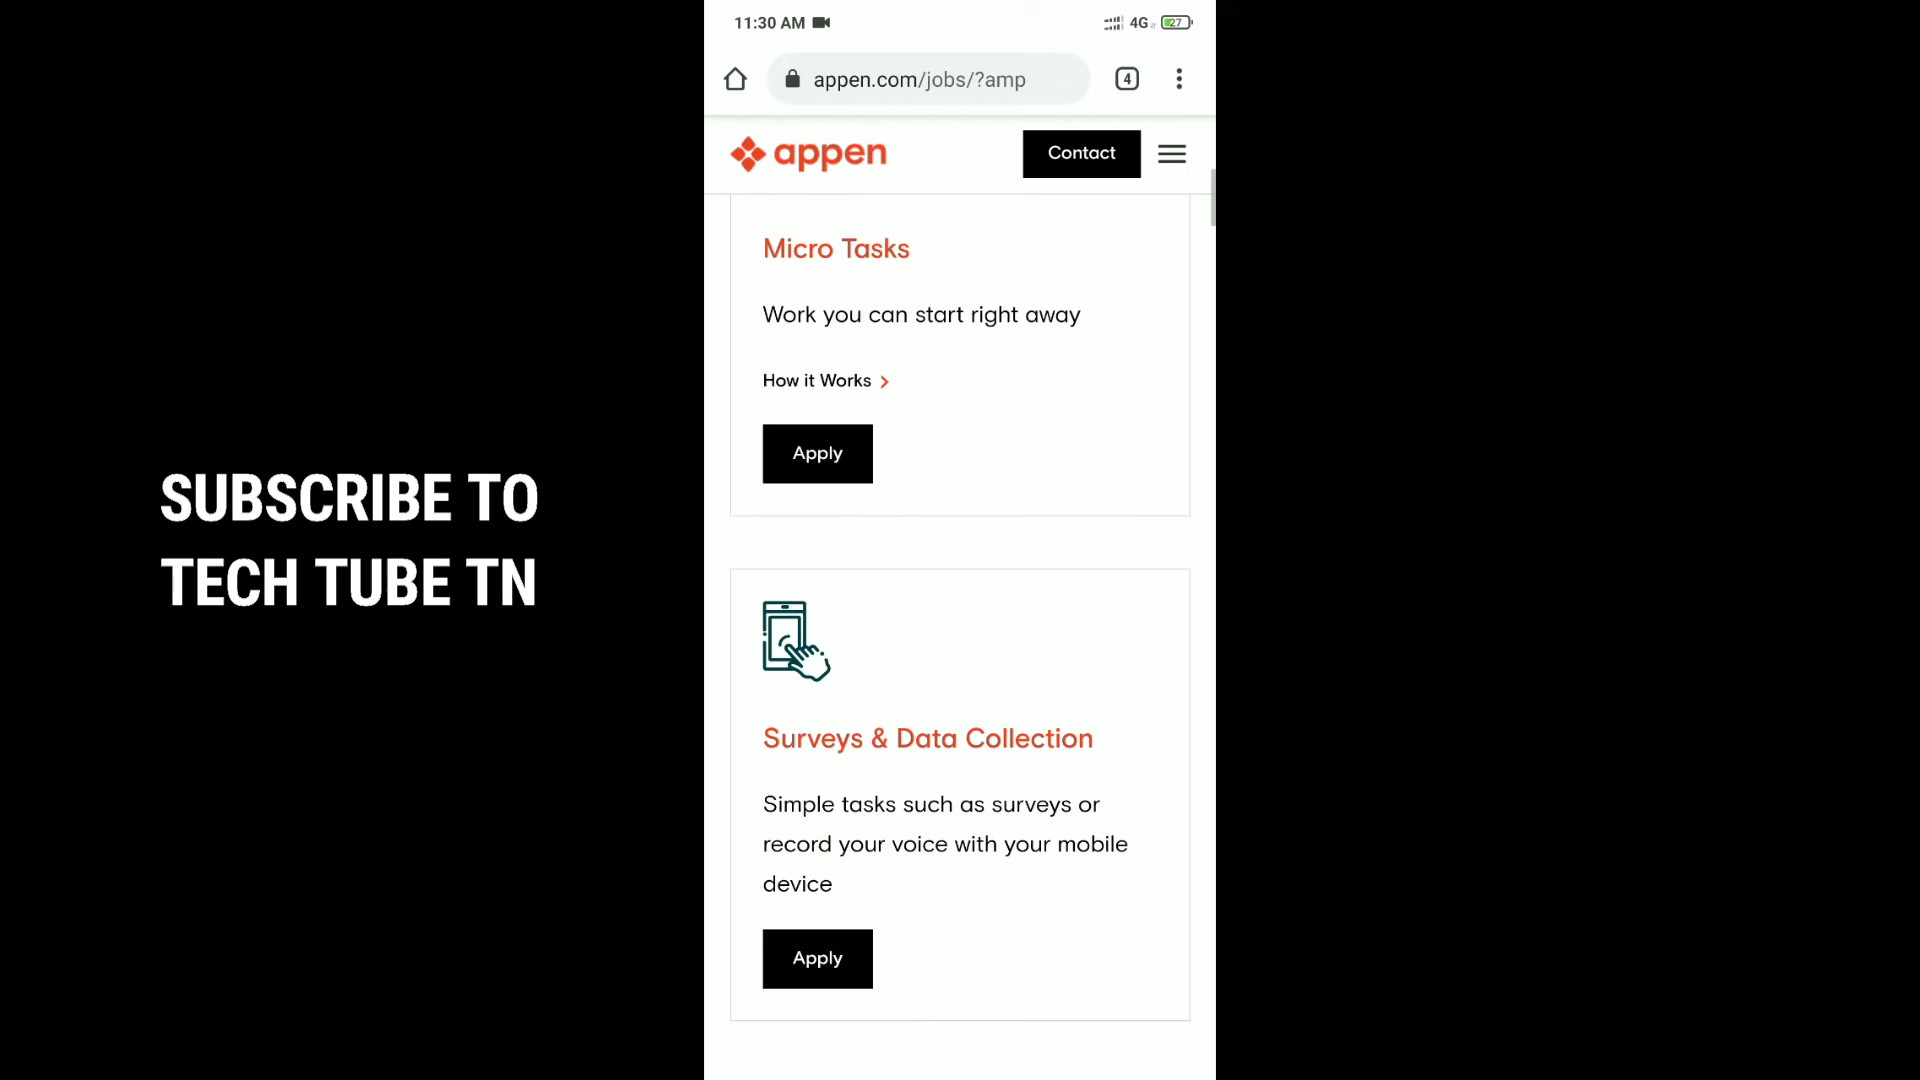 11:30 AM
4G
27
appen.com/jobs/?amp
4
appen
Contact
Micro Tasks
Work you can start right away
How it Works
Apply
SUBSCRIBE TO
TECH TUBE TN
Surveys & Data Collection
Simple tasks such as surveys or
record your voice with your mobile
device
Apply